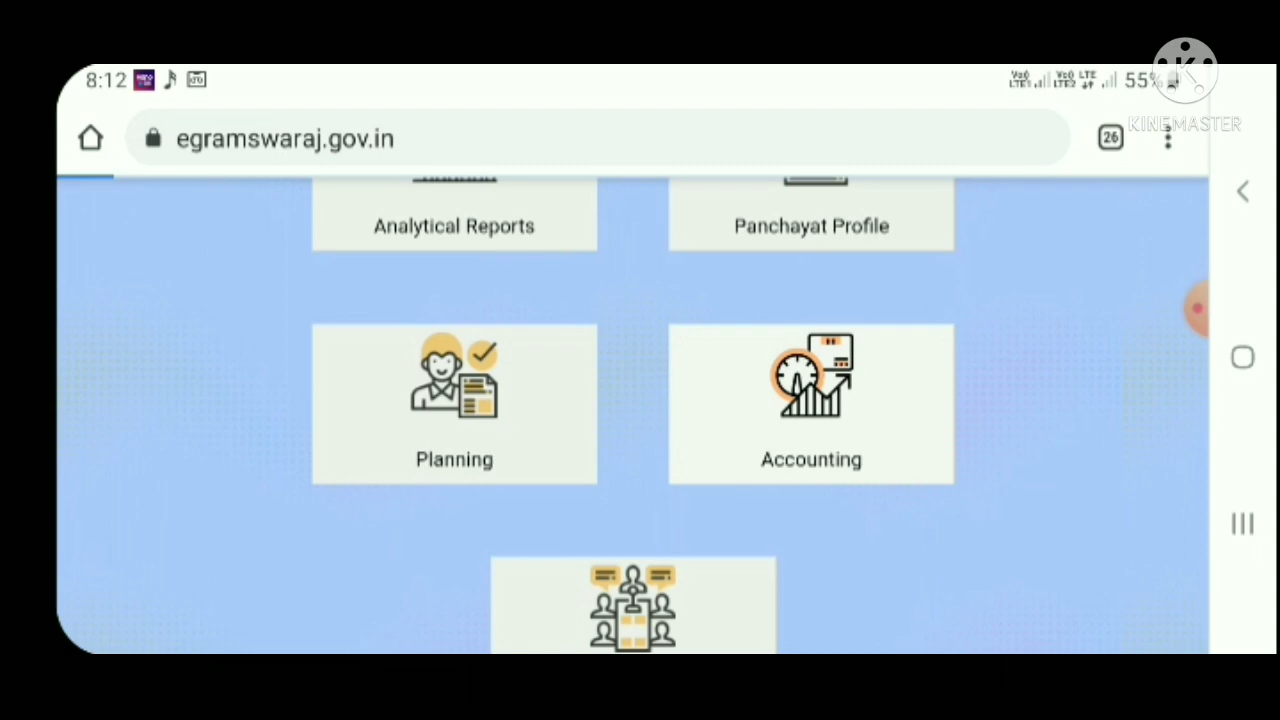 8:12
55%
KINEMASTER
egramswaraj.gov.in
26
Analytical Reports
Panchayat Profile
Planning
Accounting